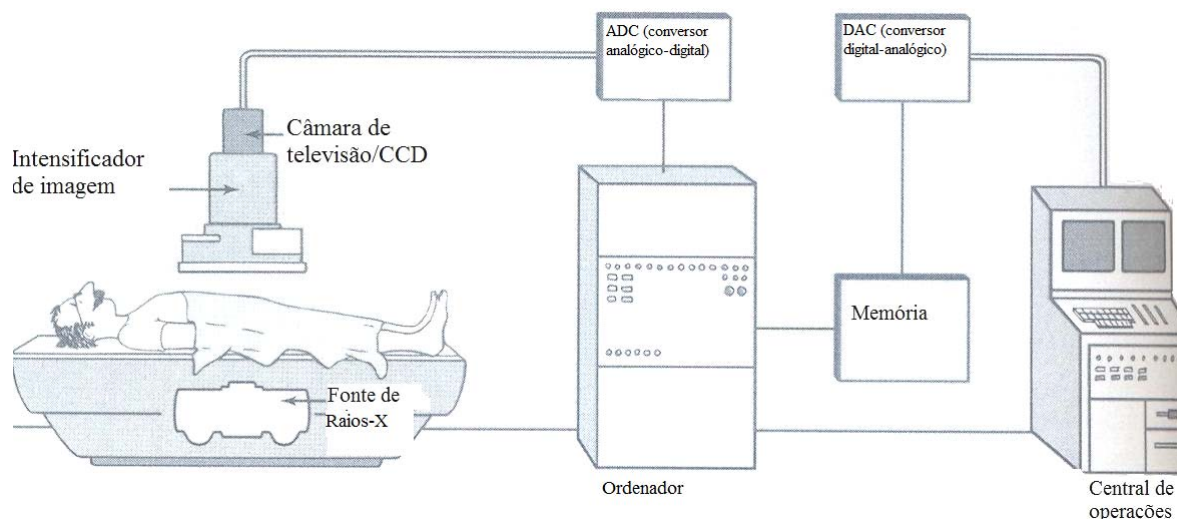 ADC (conversor
analógico-digital)
DAC (conversor
digital-analógico)
Câmara de
televisão/CCD
Intensificador
de imagem
Memória
Fonte de
Raios-X
Ordenador
Central de
operações